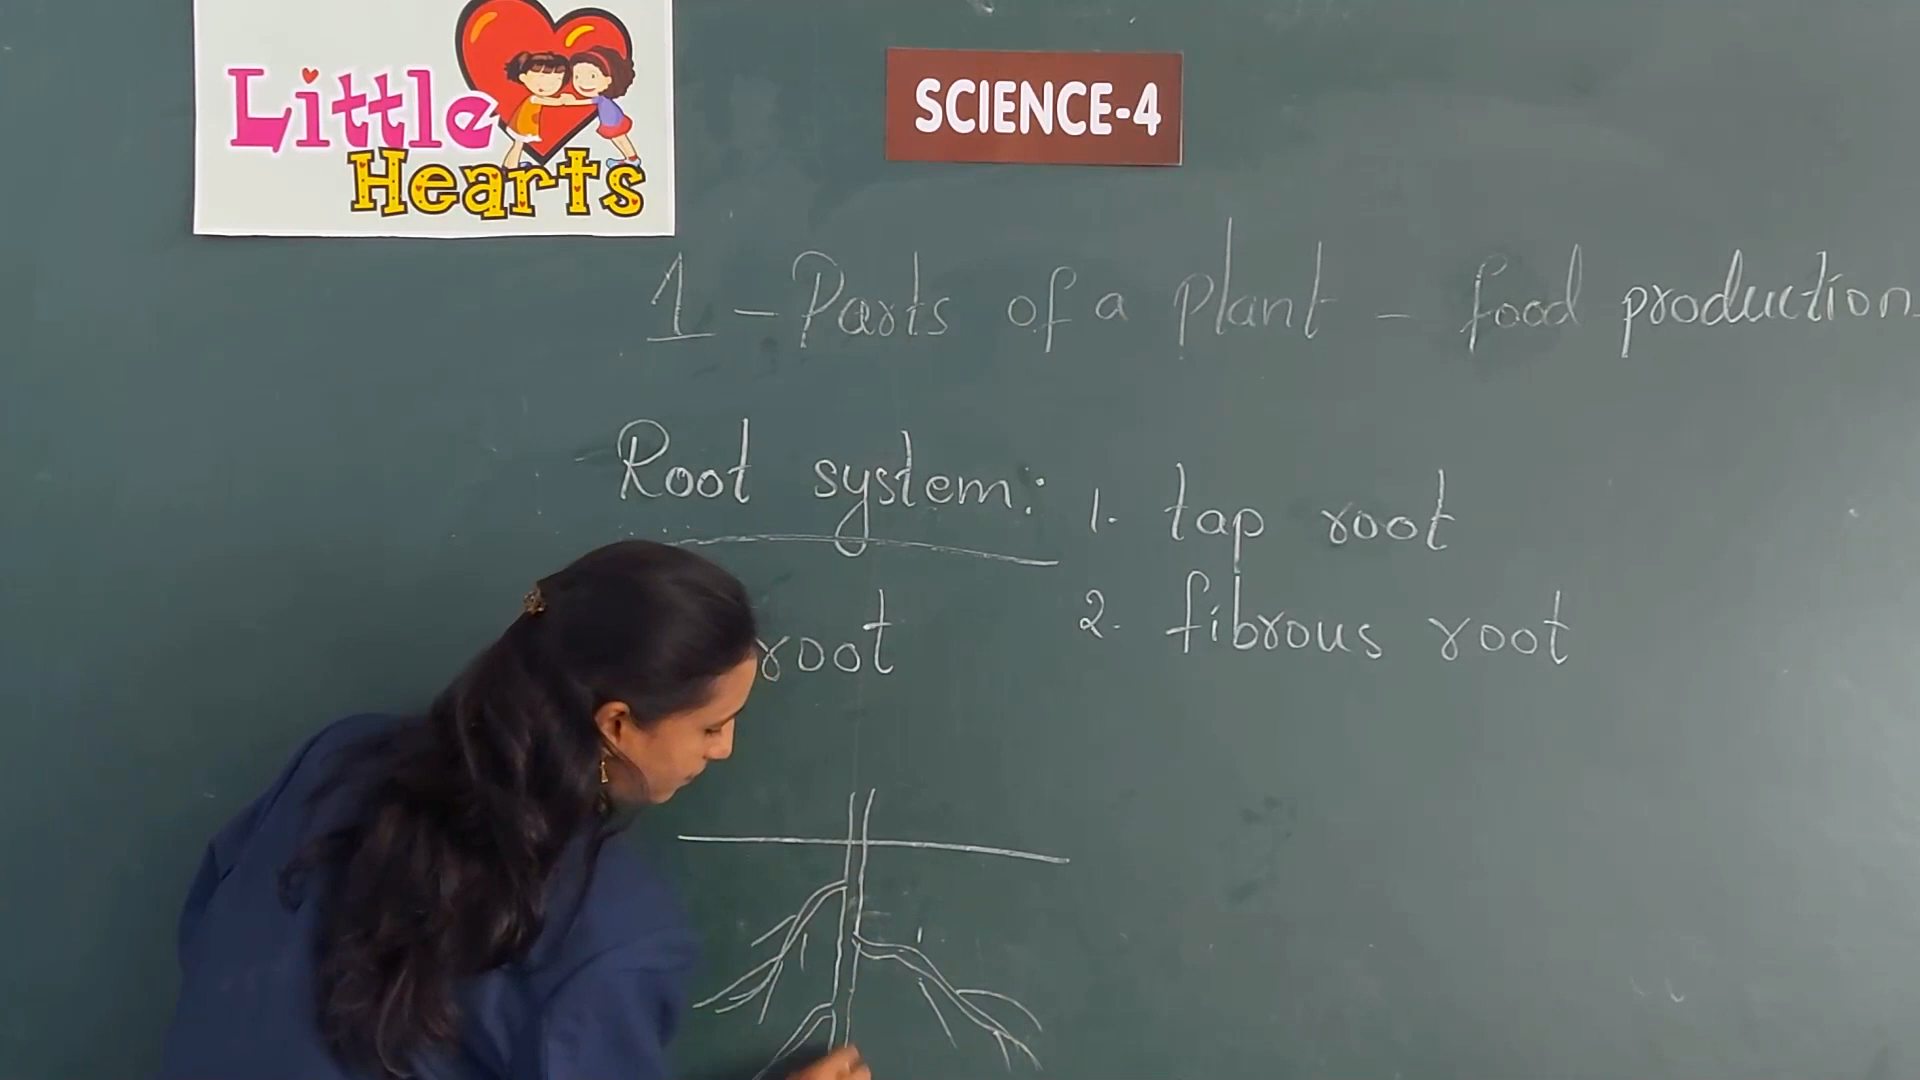 Little
Hearts
SCIENCE-4
1 - Parts of a plant - food production
Root system:
1. tap root
2. fibrous root
root